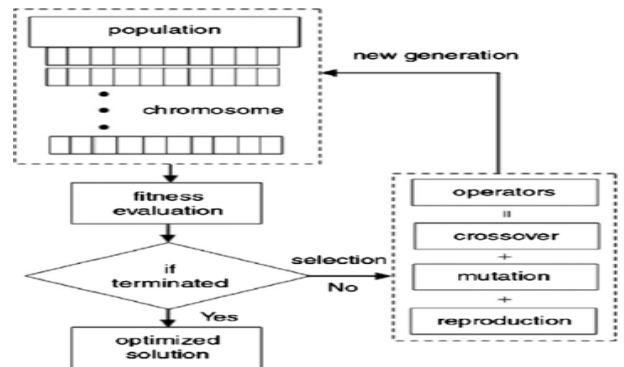 population
chromosome
fitness
evaluation
if
terminated
Yes
optimized
solution
selection
No
new generation
operators
=
crossover
+
mutation
+
reproduction